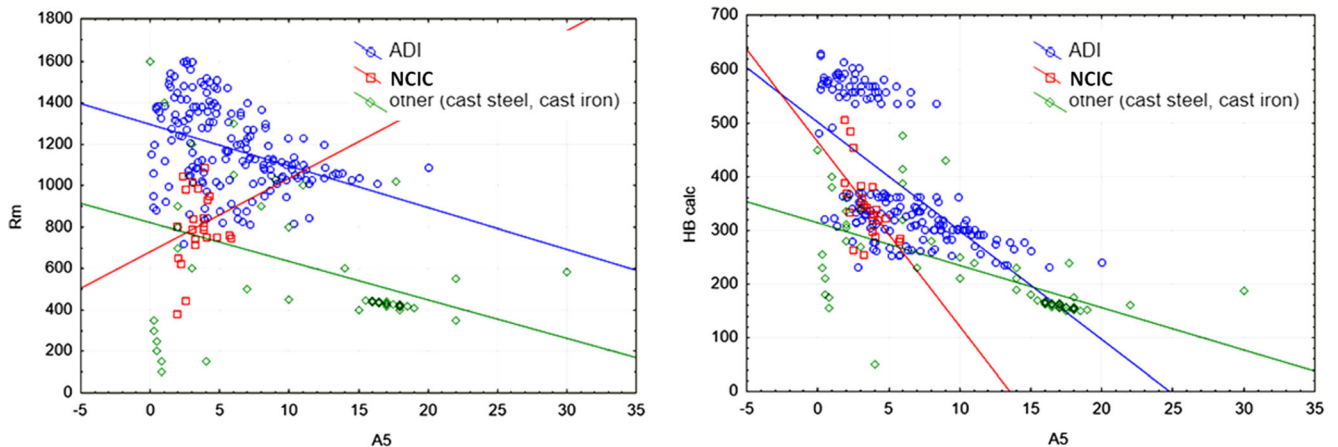 1800
1600
1400
1200
1000
800
600
400
200
0
Rm
-5 0 5 10 15 20 25 30 35
A5
ADI
NCIC
other (cast steel, cast iron)
700
600
500
400
300
200
100
0
HB calc
-5 0 5 10 15 20 25 30 35
A5
ADI
NCIC
other (cast steel, cast iron)